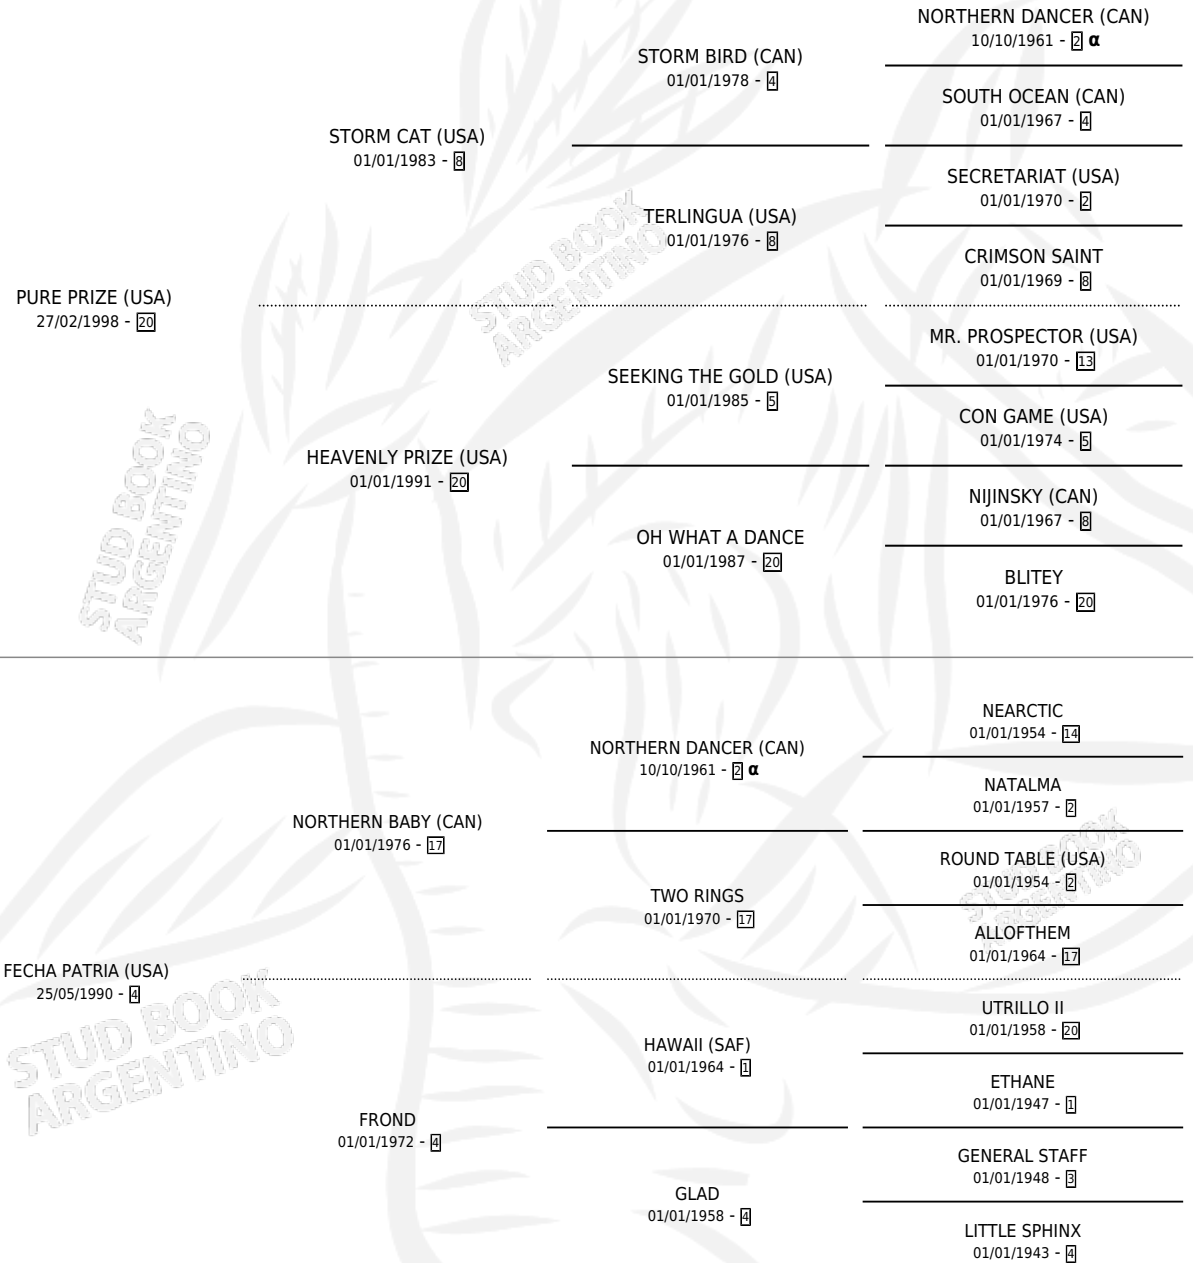 NORTHERN DANCER (CAN)
10/10/1961 - 2 α
STORM BIRD (CAN)
01/01/1978 - 4
SOUTH OCEAN (CAN)
01/01/1967 - 4
STORM CAT (USA)
01/01/1983 - 8
SECRETARIAT (USA)
01/01/1970 - 2
TERLINGUA (USA)
01/01/1976 - 8
CRIMSON SAINT
01/01/1969 - 8
PURE PRIZE (USA)
27/02/1998 - 20
MR. PROSPECTOR (USA)
01/01/1970 - 13
SEEKING THE GOLD (USA)
01/01/1985 - 5
CON GAME (USA)
01/01/1974 - 5
HEAVENLY PRIZE (USA)
01/01/1991 - 20
NIJINSKY (CAN)
01/01/1967 - 8
OH WHAT A DANCE
01/01/1987 - 20
BLITEY
01/01/1976 - 20
NEARCTIC
01/01/1954 - 14
NORTHERN DANCER (CAN)
10/10/1961 - 2 α
NATALMA
01/01/1957 - 2
NORTHERN BABY (CAN)
01/01/1976 - 17
ROUND TABLE (USA)
01/01/1954 - 2
TWO RINGS
01/01/1970 - 17
ALLOFTHEM
01/01/1964 - 17
FECHA PATRIA (USA)
25/05/1990 - 4
UTRILLO II
01/01/1958 - 20
HAWAII (SAF)
01/01/1964 - 1
ETHANE
01/01/1947 - 1
FROND
01/01/1972 - 4
GENERAL STAFF
01/01/1948 - 3
GLAD
01/01/1958 - 4
LITTLE SPHINX
01/01/1943 - 4
STUD BOOK
ARGENTINO
STUD BOOK
ARGENTINO
STUD BOOK
ARGENTINO
STUD BOOK
ARGENTINO